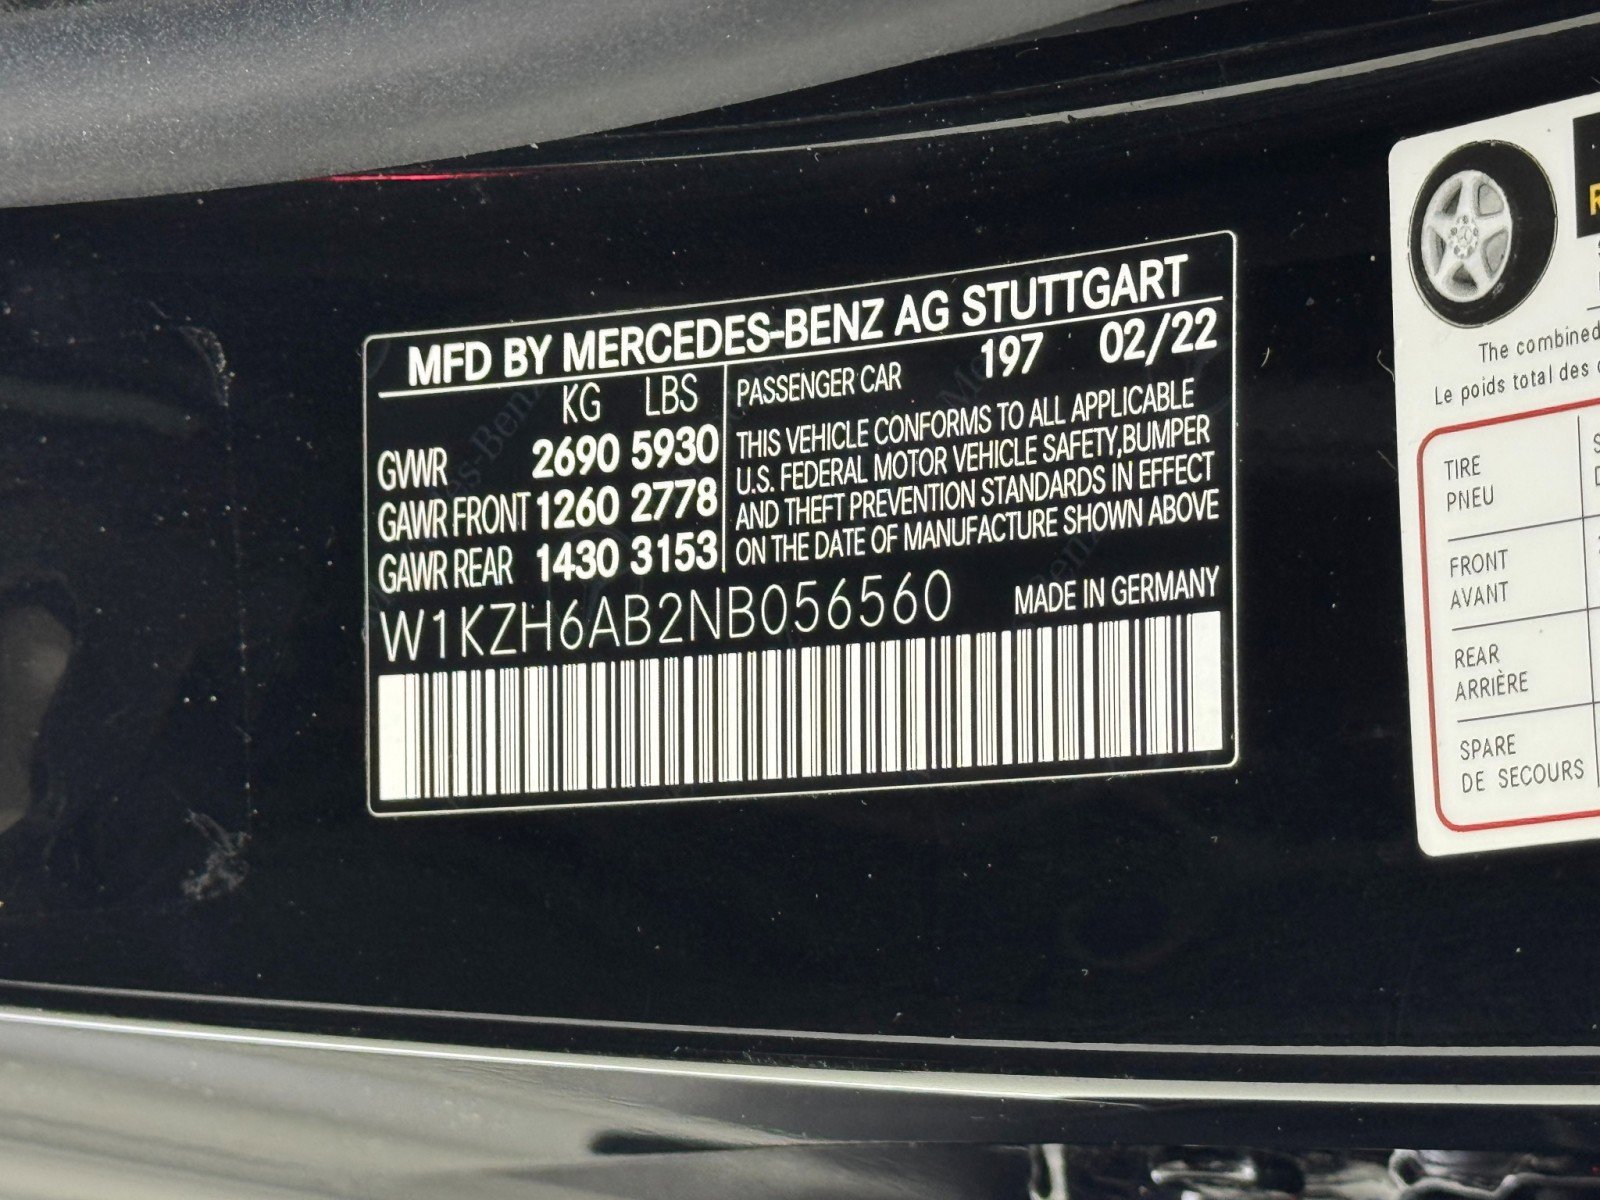 MFD BY MERCEDES-BENZ AG STUTTGART
KG LBS
GVWR 2690 5930
GAWR FRONT 1260 2778
GAWR REAR 1430 3153
PASSENGER CAR 197 02/22
THIS VEHICLE CONFORMS TO ALL APPLICABLE
U.S. FEDERAL MOTOR VEHICLE SAFETY,BUMPER
AND THEFT PREVENTION STANDARDS IN EFFECT
ON THE DATE OF MANUFACTURE SHOWN ABOVE
W1KZH6AB2NB056560 MADE IN GERMANY
The combined
Le poids total des
TIRE
PNEU
FRONT
AVANT
REAR
ARRIÈRE
SPARE
DE SECOURS